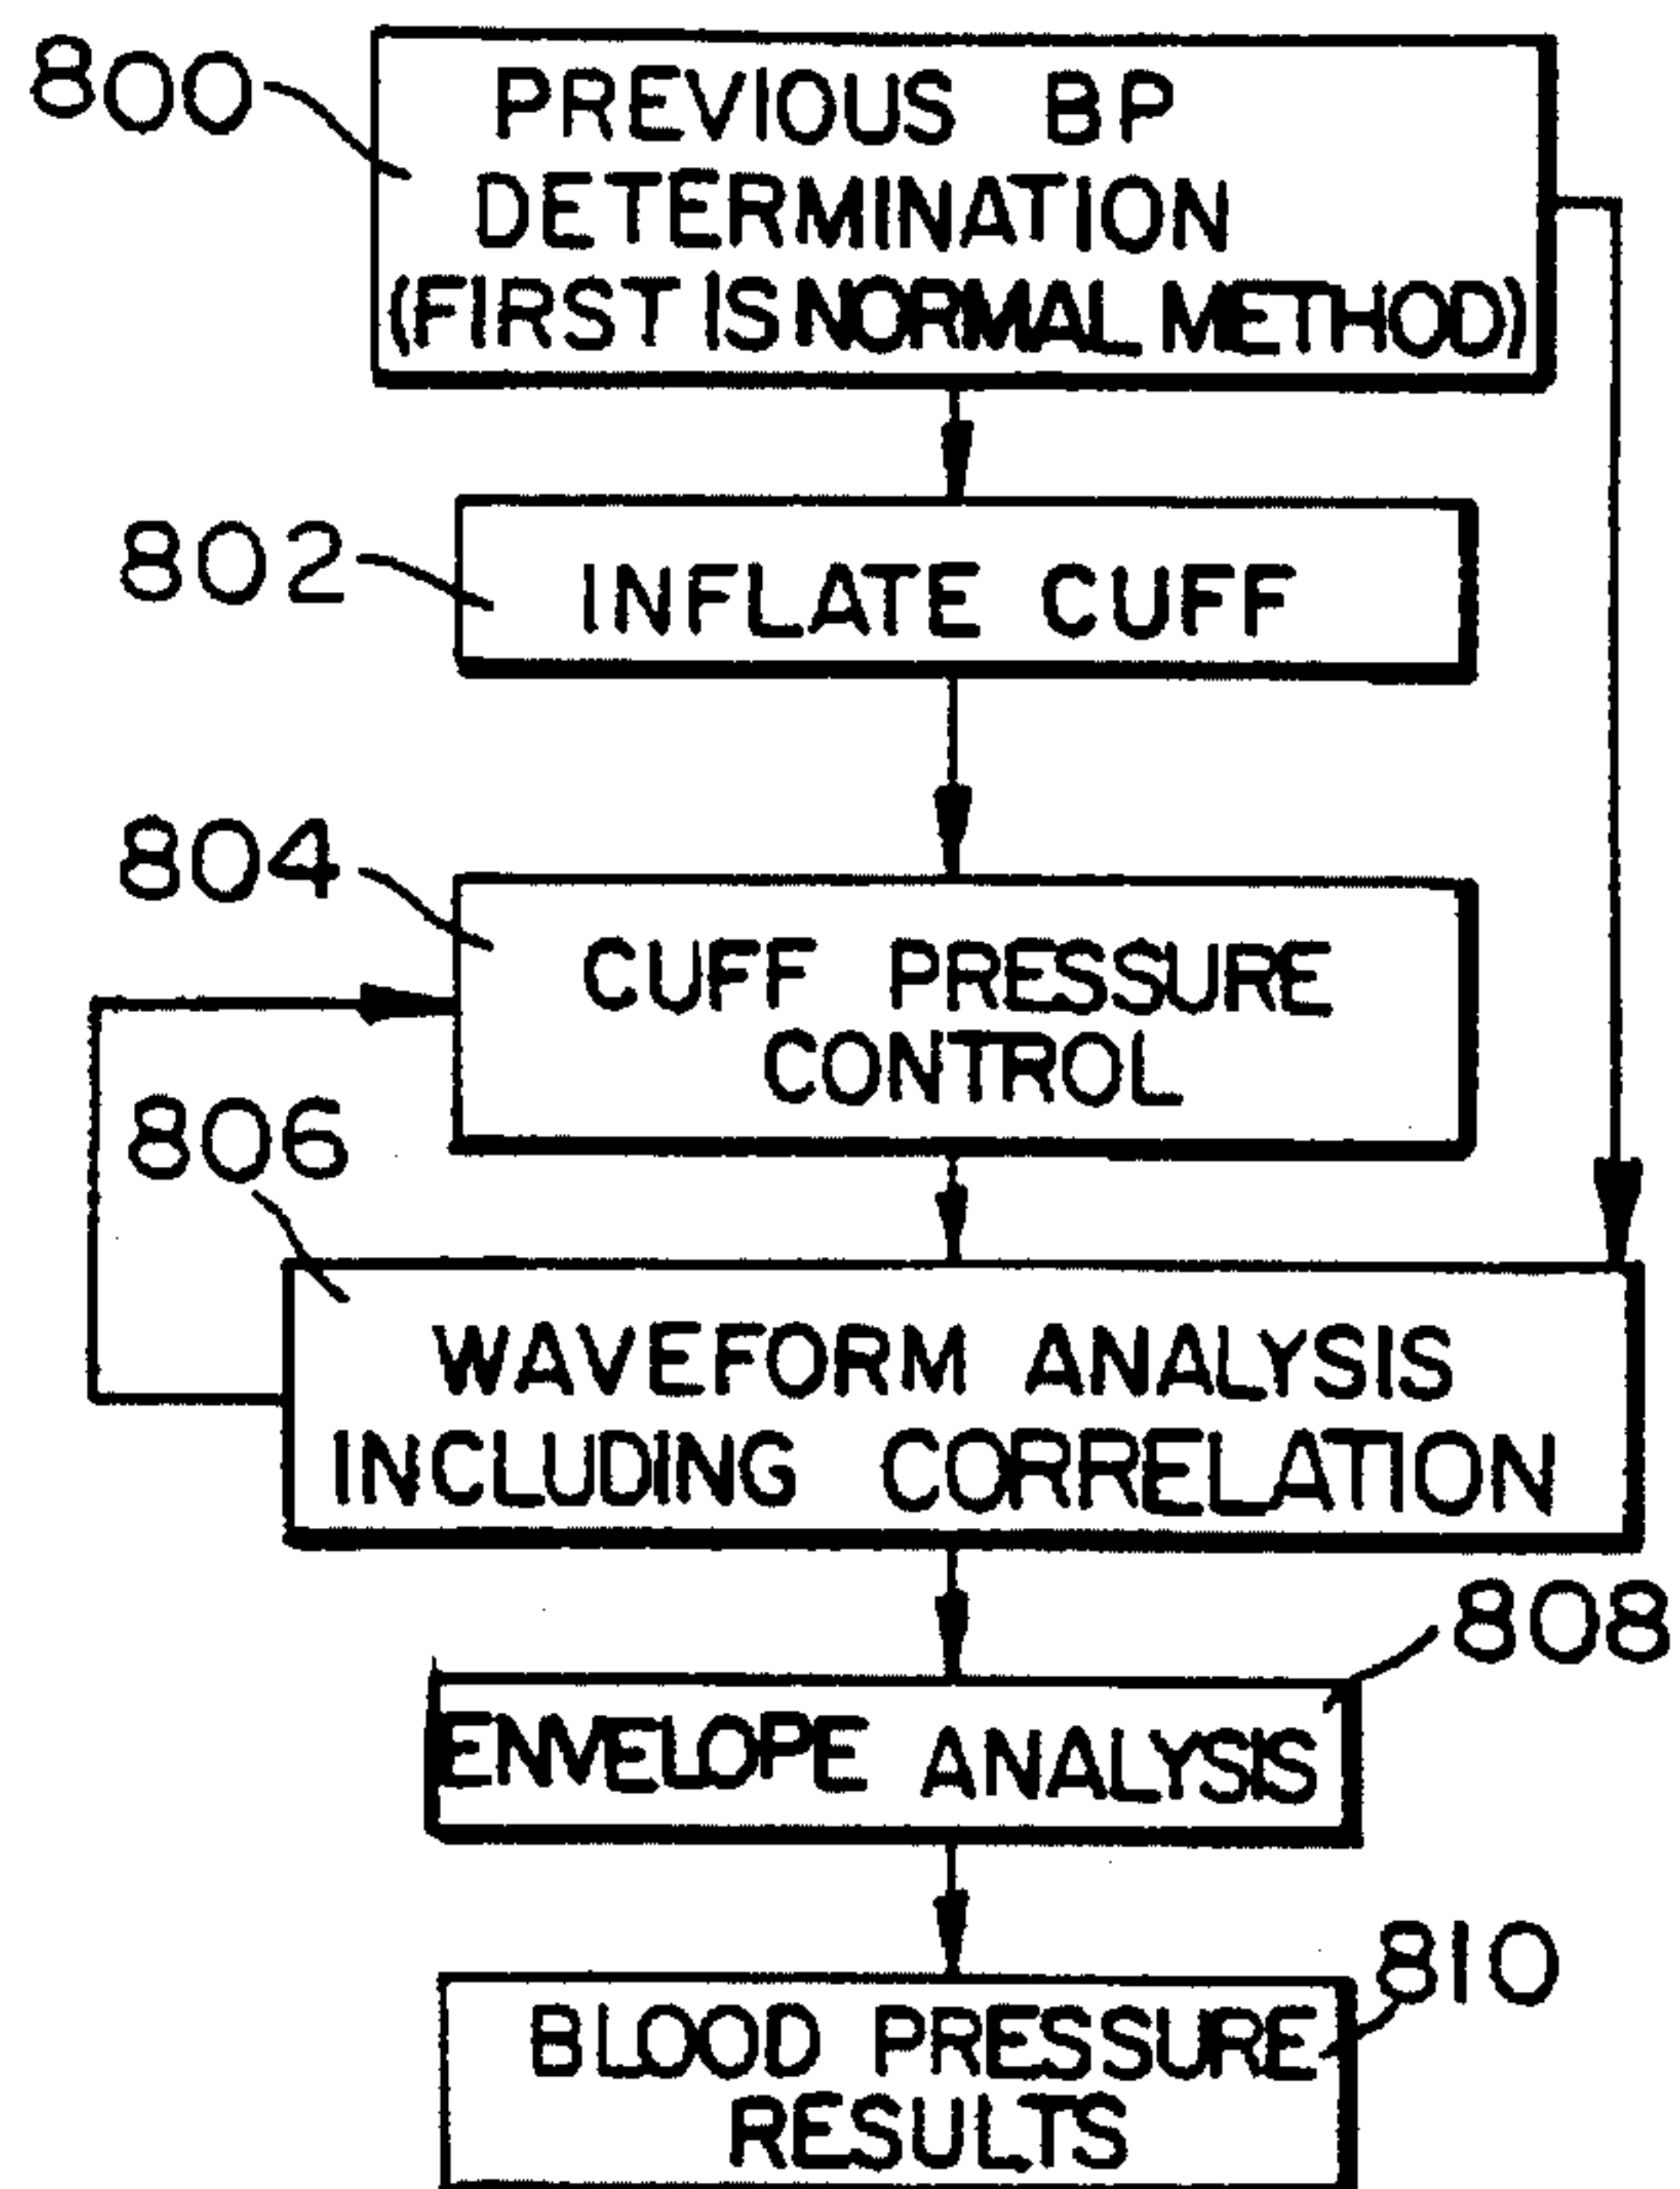 800
PREVIOUS BP
DETERMINATION
(FIRST IS NORMAL METHOD)
802
INFLATE CUFF
804
CUFF PRESSURE
CONTROL
806
WAVEFORM ANALYSIS
INCLUDING CORRELATION
808
ENVELOPE ANALYSIS
810
BLOOD PRESSURE
RESULTS